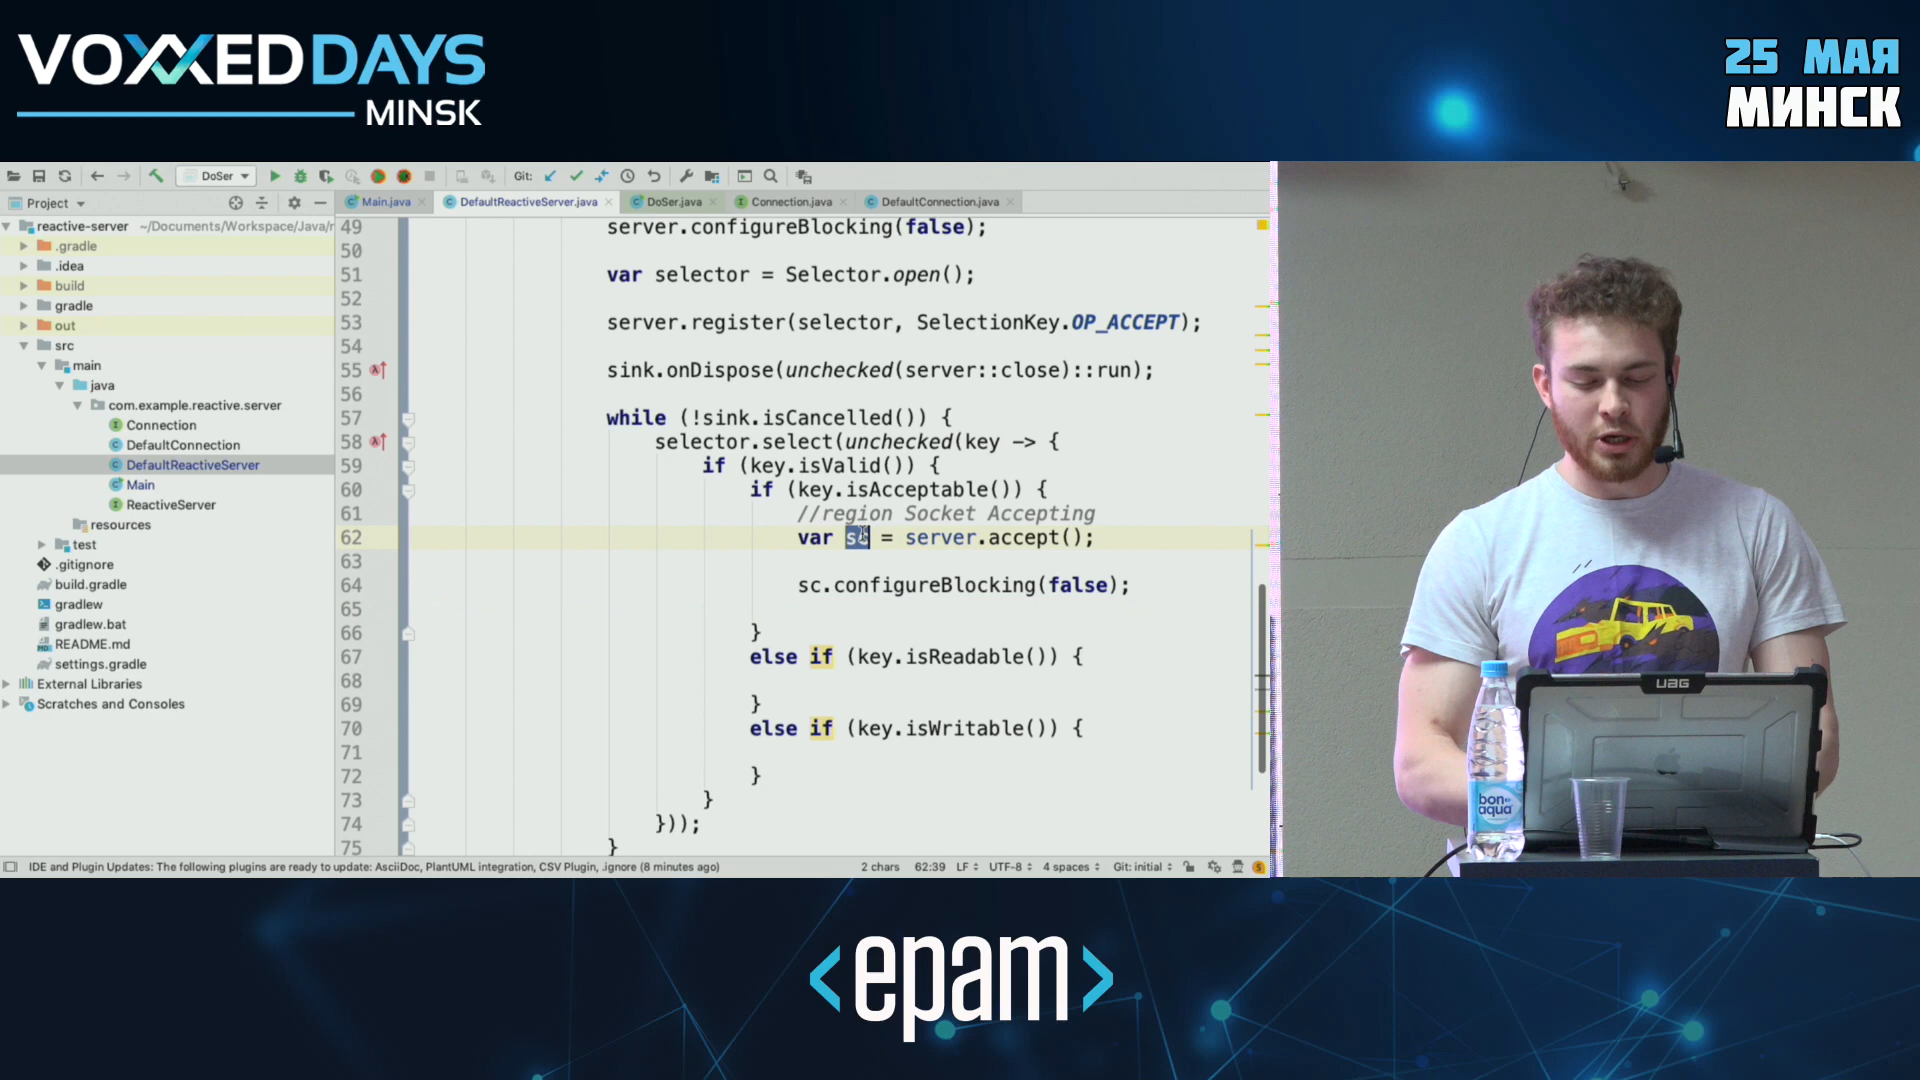 VOXXEDDAYS
MINSK
25 МАЯ
МИНСК
DoSer
Git:
Project
Main.java
DefaultReactiveServer.java
DoSer.java
Connection.java
DefaultConnection.java
reactive-server ~/Documents/Workspace/Java/r
.gradle
.idea
build
gradle
out
src
main
java
com.example.reactive.server
Connection
DefaultConnection
DefaultReactiveServer
Main
ReactiveServer
resources
test
.gitignore
build.gradle
gradlew
gradlew.bat
README.md
settings.gradle
External Libraries
Scratches and Consoles
49 server.configureBlocking(false);
50
51 var selector = Selector.open();
52
53 server.register(selector, SelectionKey.OP_ACCEPT);
54
55 sink.onDispose(unchecked(server::close)::run);
56
57 while (!sink.isCancelled()) {
58 selector.select(unchecked(key -> {
59 if (key.isValid()) {
60 if (key.isAcceptable()) {
61 //region Socket Accepting
62 var sc = server.accept();
63
64 sc.configureBlocking(false);
65
66 }
67 else if (key.isReadable()) {
68
69 }
70 else if (key.isWritable()) {
71
72 }
73 }
74 }));
75 }
IDE and Plugin Updates: The following plugins are ready to update: AsciiDoc, PlantUML integration, CSV Plugin, .ignore (8 minutes ago)
2 chars 62:39 LF UTF-8 4 spaces Git: initial
UAG
bon
aqua
<epam>